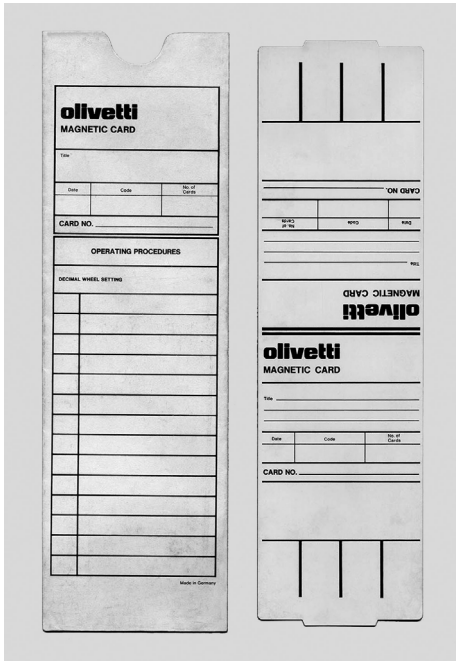 olivetti
MAGNETIC CARD
Title
Date Code No. of Cards
CARD NO.
OPERATING PROCEDURES
DECIMAL WHEEL SETTING
Made in Germany
CARD NO.
Date Code No. of Cards
Title
MAGNETIC CARD
olivetti
olivetti
MAGNETIC CARD
Title
Date Code No. of Cards
CARD NO.